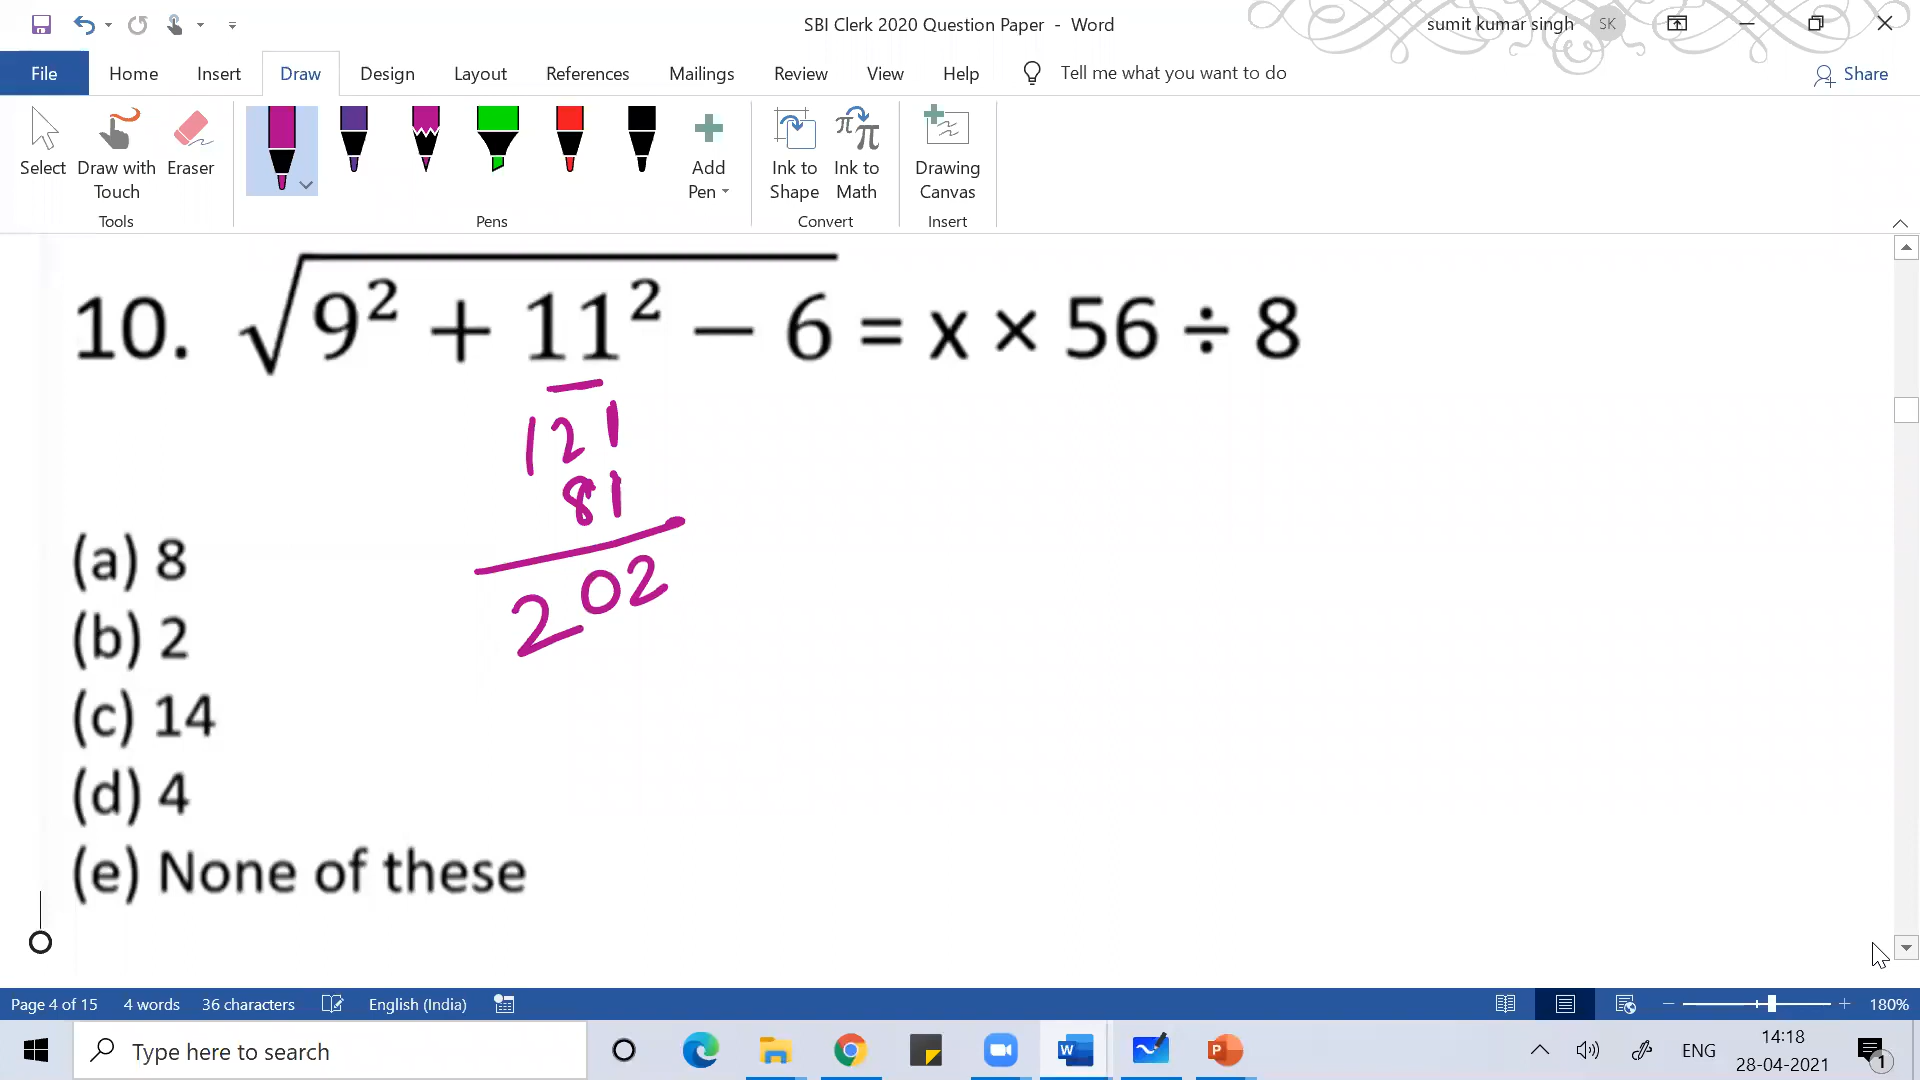 SBI Clerk 2020 Question Paper - Word
sumit kumar singh SK
File Home Insert Draw Design Layout References Mailings Review View Help Tell me what you want to do Share
Select
Draw with Touch
Eraser
Tools
Pens
Add Pen
Ink to Shape
Ink to Math
Convert
Drawing Canvas
Insert
10. √(9² + 11² − 6) = x × 56 ÷ 8
121
81
202
(a) 8
(b) 2
(c) 14
(d) 4
(e) None of these
Page 4 of 15 4 words 36 characters English (India) 180%
Type here to search
ENG
14:18
28-04-2021
1